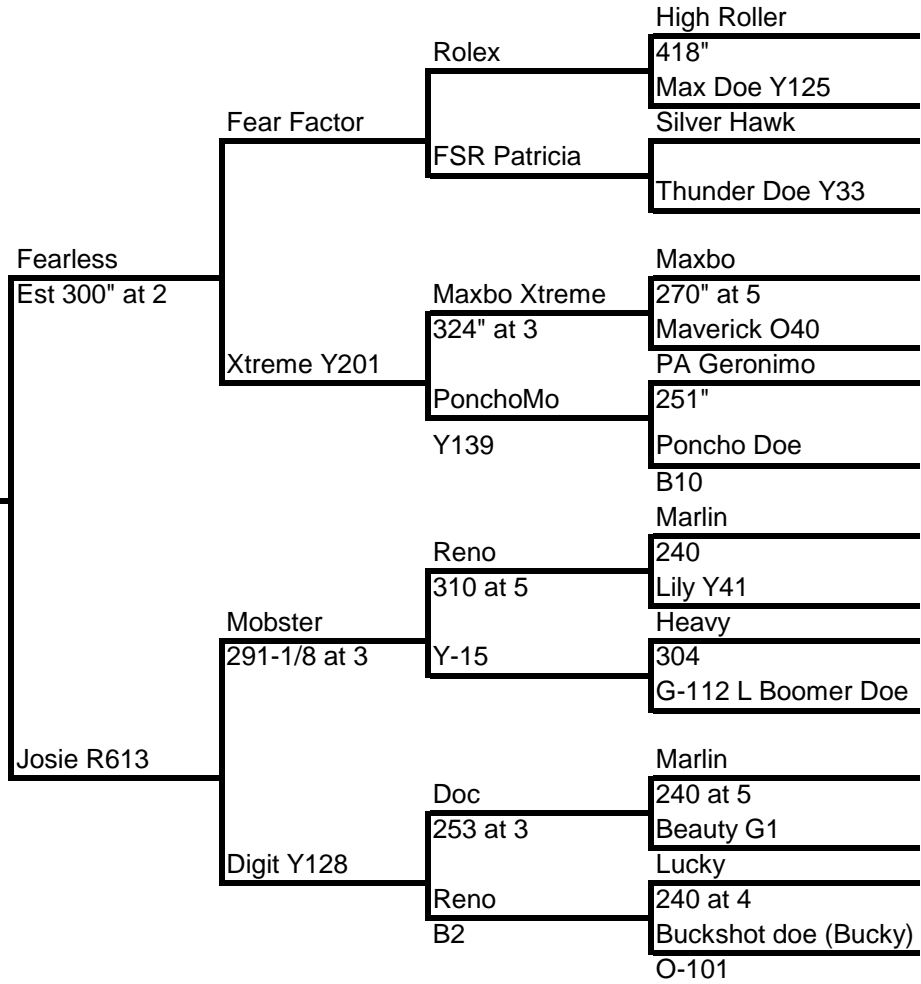 High Roller
Rolex
418"
Max Doe Y125
Fear Factor
Silver Hawk
FSR Patricia
Thunder Doe Y33
Fearless
Maxbo
Est 300" at 2
Maxbo Xtreme
270" at 5
324" at 3
Maverick O40
Xtreme Y201
PA Geronimo
PonchoMo
251"
Y139
Poncho Doe
B10
Marlin
Reno
240
310 at 5
Lily Y41
Mobster
Heavy
291-1/8 at 3
Y-15
304
G-112 L Boomer Doe
Josie R613
Marlin
Doc
240 at 5
253 at 3
Beauty G1
Digit Y128
Lucky
Reno
240 at 4
B2
Buckshot doe (Bucky)
O-101